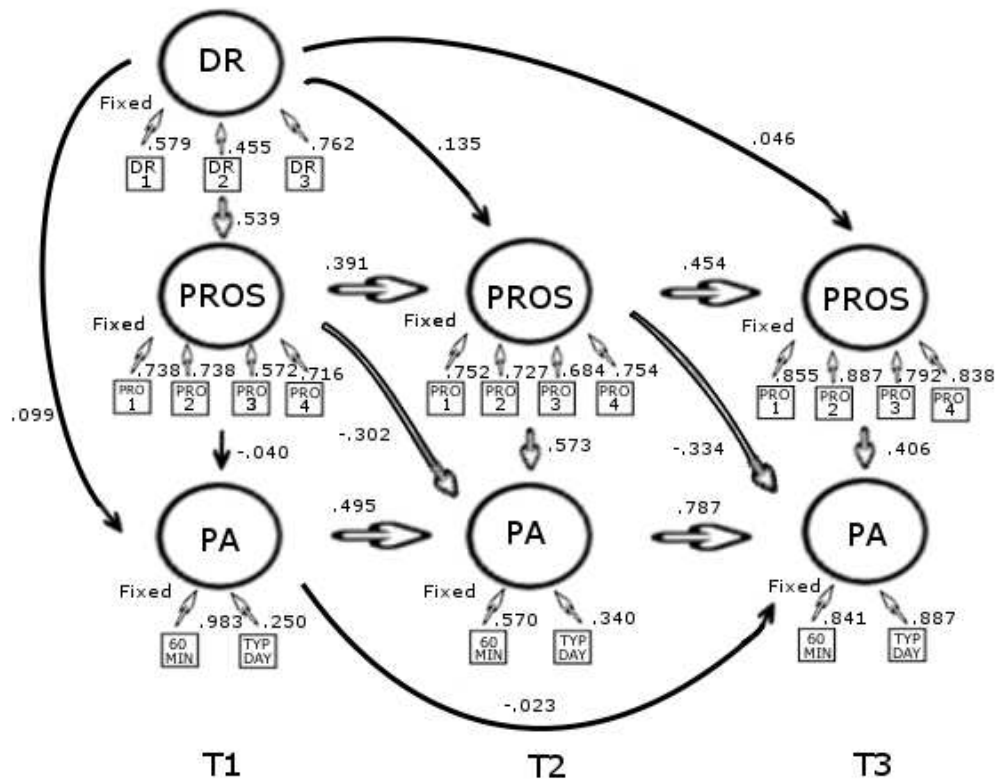 DR
Fixed
.579
.455
.762
DR 1
DR 2
DR 3
.135
.046
.539
PROS
.391
PROS
.454
PROS
Fixed
Fixed
Fixed
.738
.738
.572
.716
.752
.727
.684
.754
.855
.887
.792
.838
PRO 1
PRO 2
PRO 3
PRO 4
PRO 1
PRO 2
PRO 3
PRO 4
PRO 1
PRO 2
PRO 3
PRO 4
.099
-.040
-.302
.573
-.334
.406
PA
.495
PA
.787
PA
Fixed
Fixed
Fixed
.983
.250
.570
.340
.841
.887
60 MIN
TYP DAY
60 MIN
TYP DAY
60 MIN
TYP DAY
-.023
T1
T2
T3